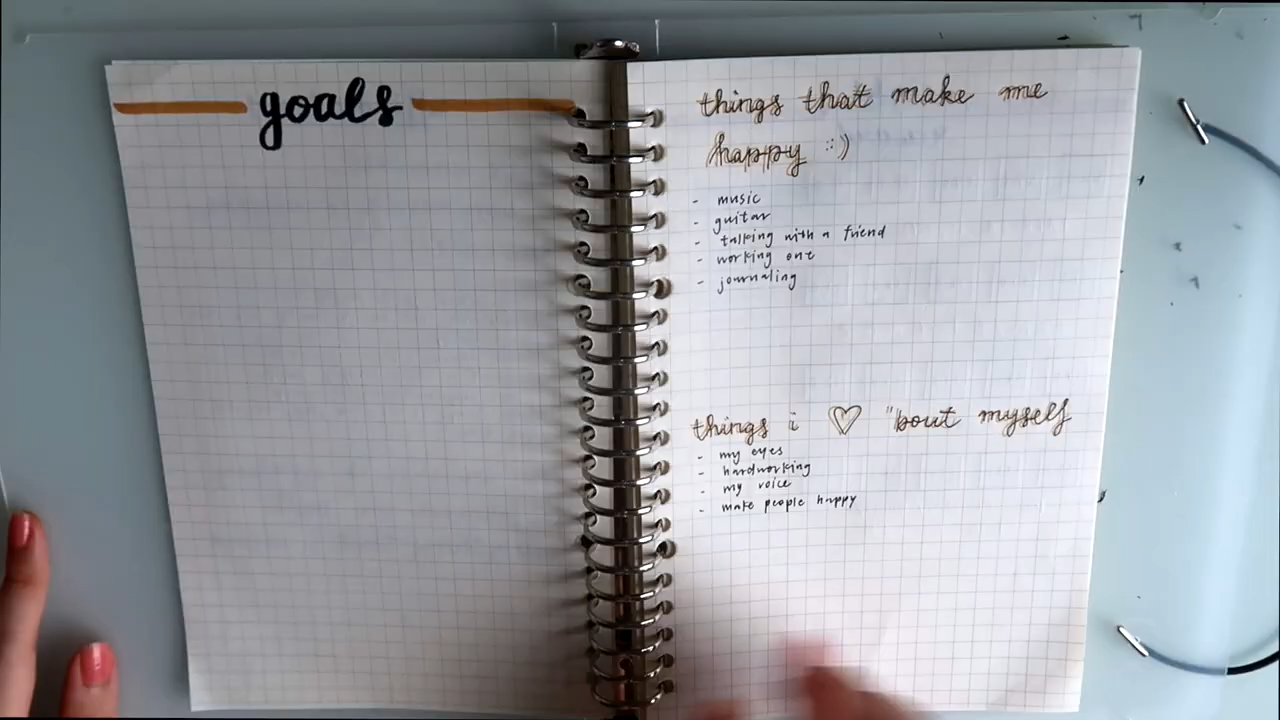 goals
things that make me
happy :)
- music
- guitar
- talking with a friend
- working out
- journaling
things i ♡ "bout myself
- my eyes
- hardworking
- my voice
- make people happy